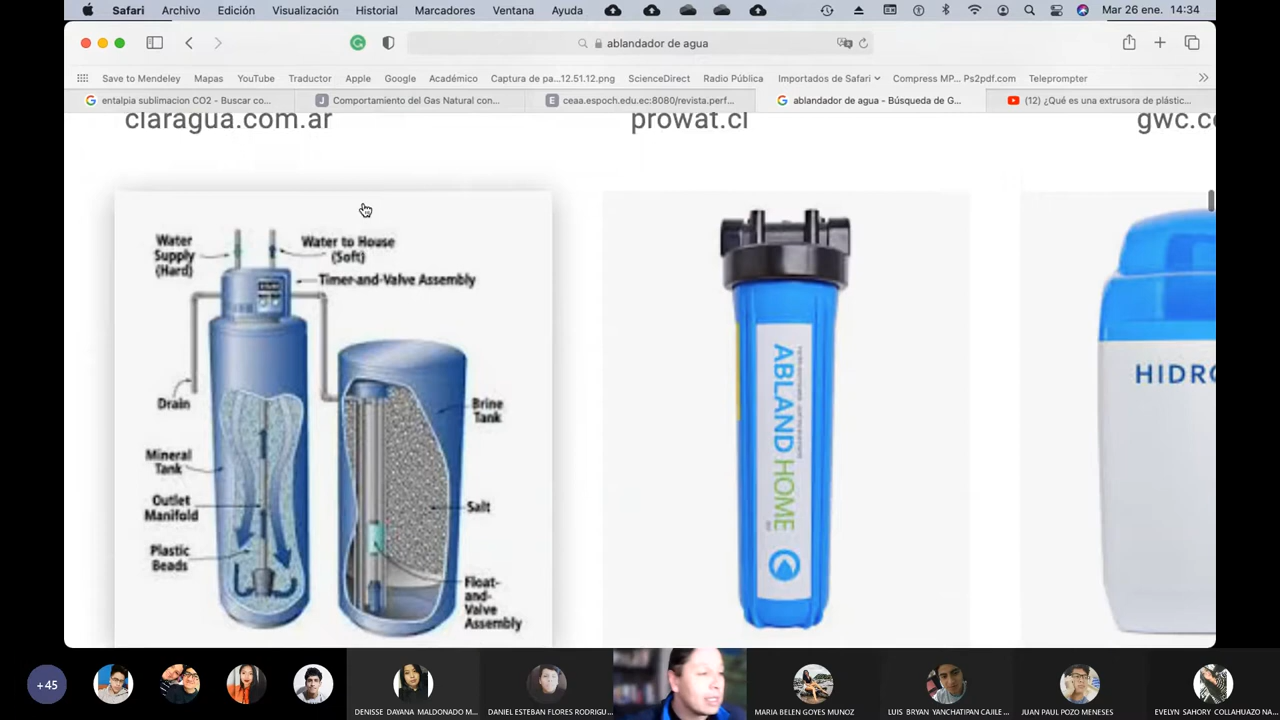 Safari Archivo Edición Visualización Historial Marcadores Ventana Ayuda Mar 26 ene. 14:34
ablandador de agua
Save to Mendeley Mapas YouTube Traductor Apple Google Académico Captura de pa...12.51.12.png ScienceDirect Radio Pública Importados de Safari Compress MP... Ps2pdf.com Teleprompter
entalpia sublimacion CO2 - Buscar co... Comportamiento del Gas Natural con... ceaa.espoch.edu.ec:8080/revista.perf... ablandador de agua - Búsqueda de G... (12) ¿Qué es una extrusora de plástic...
claragua.com.ar prowat.cl gwc.c
Water
Supply
(Hard)
Water to House
(Soft)
Timer-and-Valve Assembly
Drain
Brine
Tank
Mineral
Tank
Outlet
Manifold
Salt
Plastic
Beads
Float-
and-
Valve
Assembly
ABLAND HOME
HIDR
+45
DENISSE DAYANA MALDONADO M...
DANIEL ESTEBAN FLORES RODRIGU...
MARIA BELEN GOYES MUNOZ
LUIS BRYAN YANCHATIPAN CAJILE...
JUAN PAUL POZO MENESES
EVELYN SAHORY COLLAHUAZO NA...